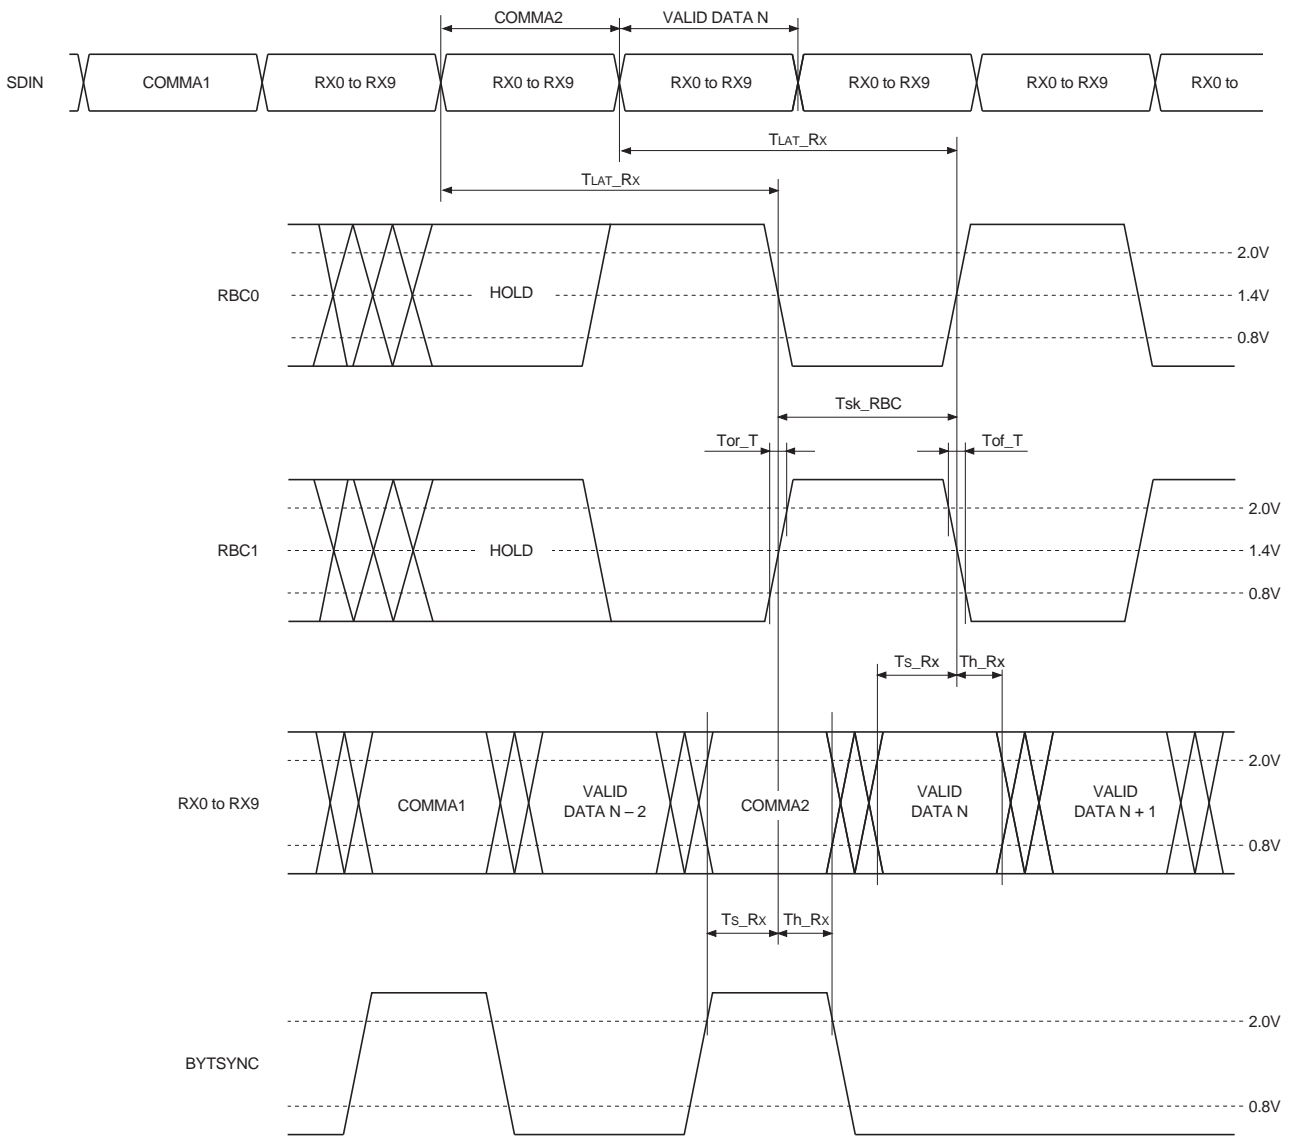 COMMA2
VALID DATA N
SDIN
COMMA1
RX0 to RX9
RX0 to RX9
RX0 to RX9
RX0 to RX9
RX0 to RX9
RX0 to
TLAT_RX
TLAT_RX
2.0V
RBC0
HOLD
1.4V
0.8V
Tsk_RBC
Tor_T
Tof_T
2.0V
RBC1
HOLD
1.4V
0.8V
Ts_Rx
Th_Rx
2.0V
RX0 to RX9
COMMA1
VALID
DATA N – 2
COMMA2
VALID
DATA N
VALID
DATA N + 1
0.8V
Ts_Rx
Th_Rx
2.0V
BYTSYNC
0.8V